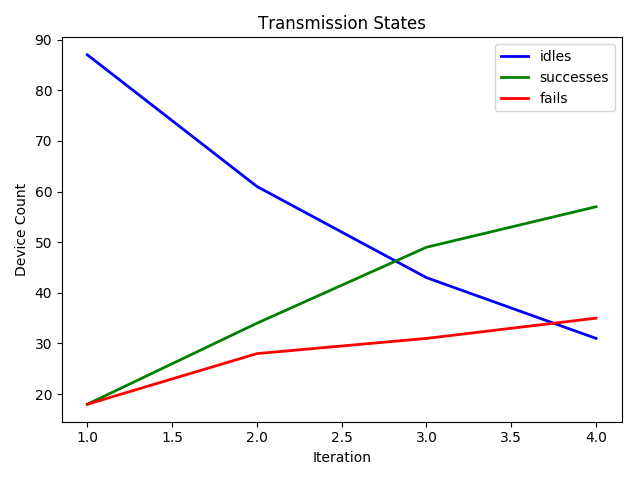 Transmission States
90
80
70
60
50
40
30
20
Device Count
idles
successes
fails
1.0 1.5 2.0 2.5 3.0 3.5 4.0
Iteration